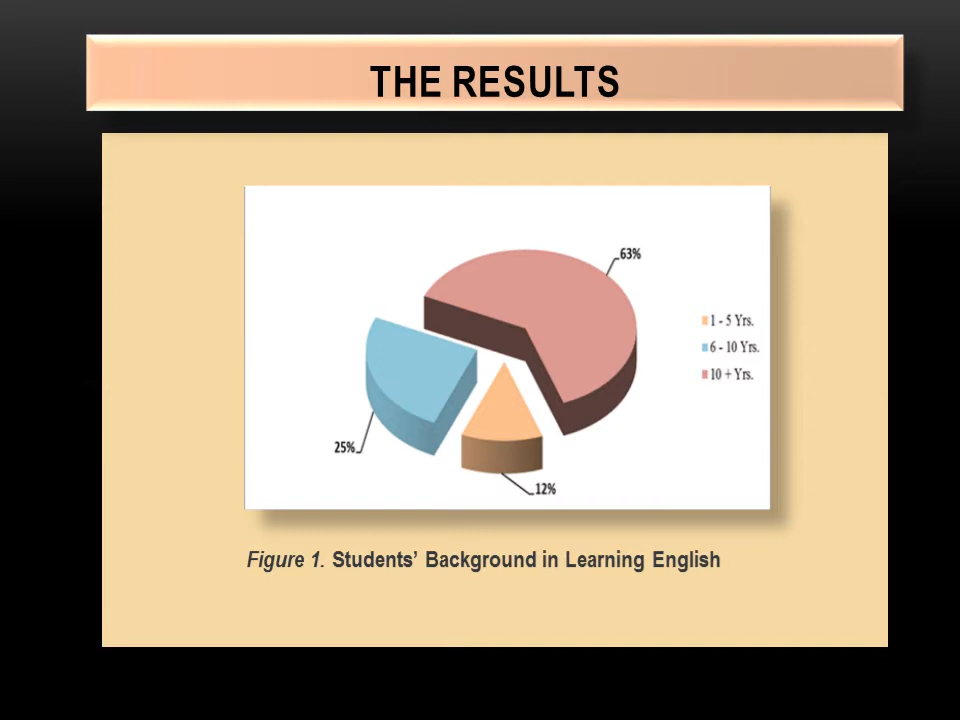 THE RESULTS
63%
1 - 5 Yrs.
6 - 10 Yrs.
10 + Yrs.
25%
12%
Figure 1. Students’ Background in Learning English